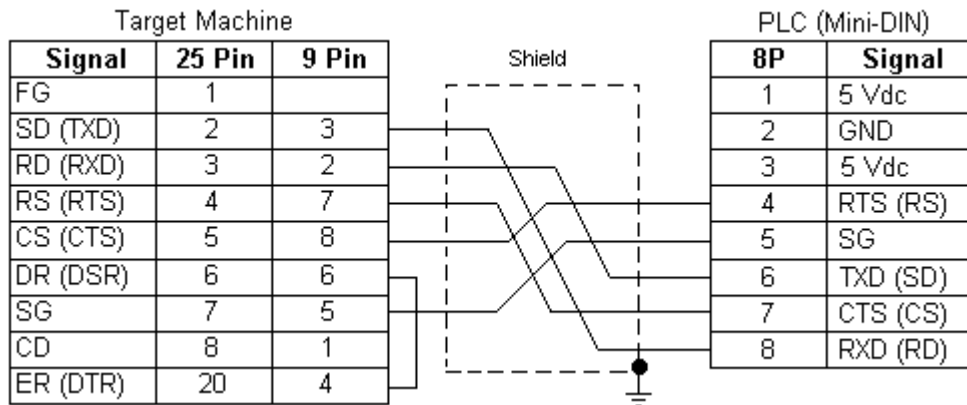 Target Machine
Signal 25 Pin 9 Pin
FG 1
SD (TXD) 2 3
RD (RXD) 3 2
RS (RTS) 4 7
CS (CTS) 5 8
DR (DSR) 6 6
SG 7 5
CD 8 1
ER (DTR) 20 4
Shield
PLC (Mini-DIN)
8P Signal
1 5 Vdc
2 GND
3 5 Vdc
4 RTS (RS)
5 SG
6 TXD (SD)
7 CTS (CS)
8 RXD (RD)